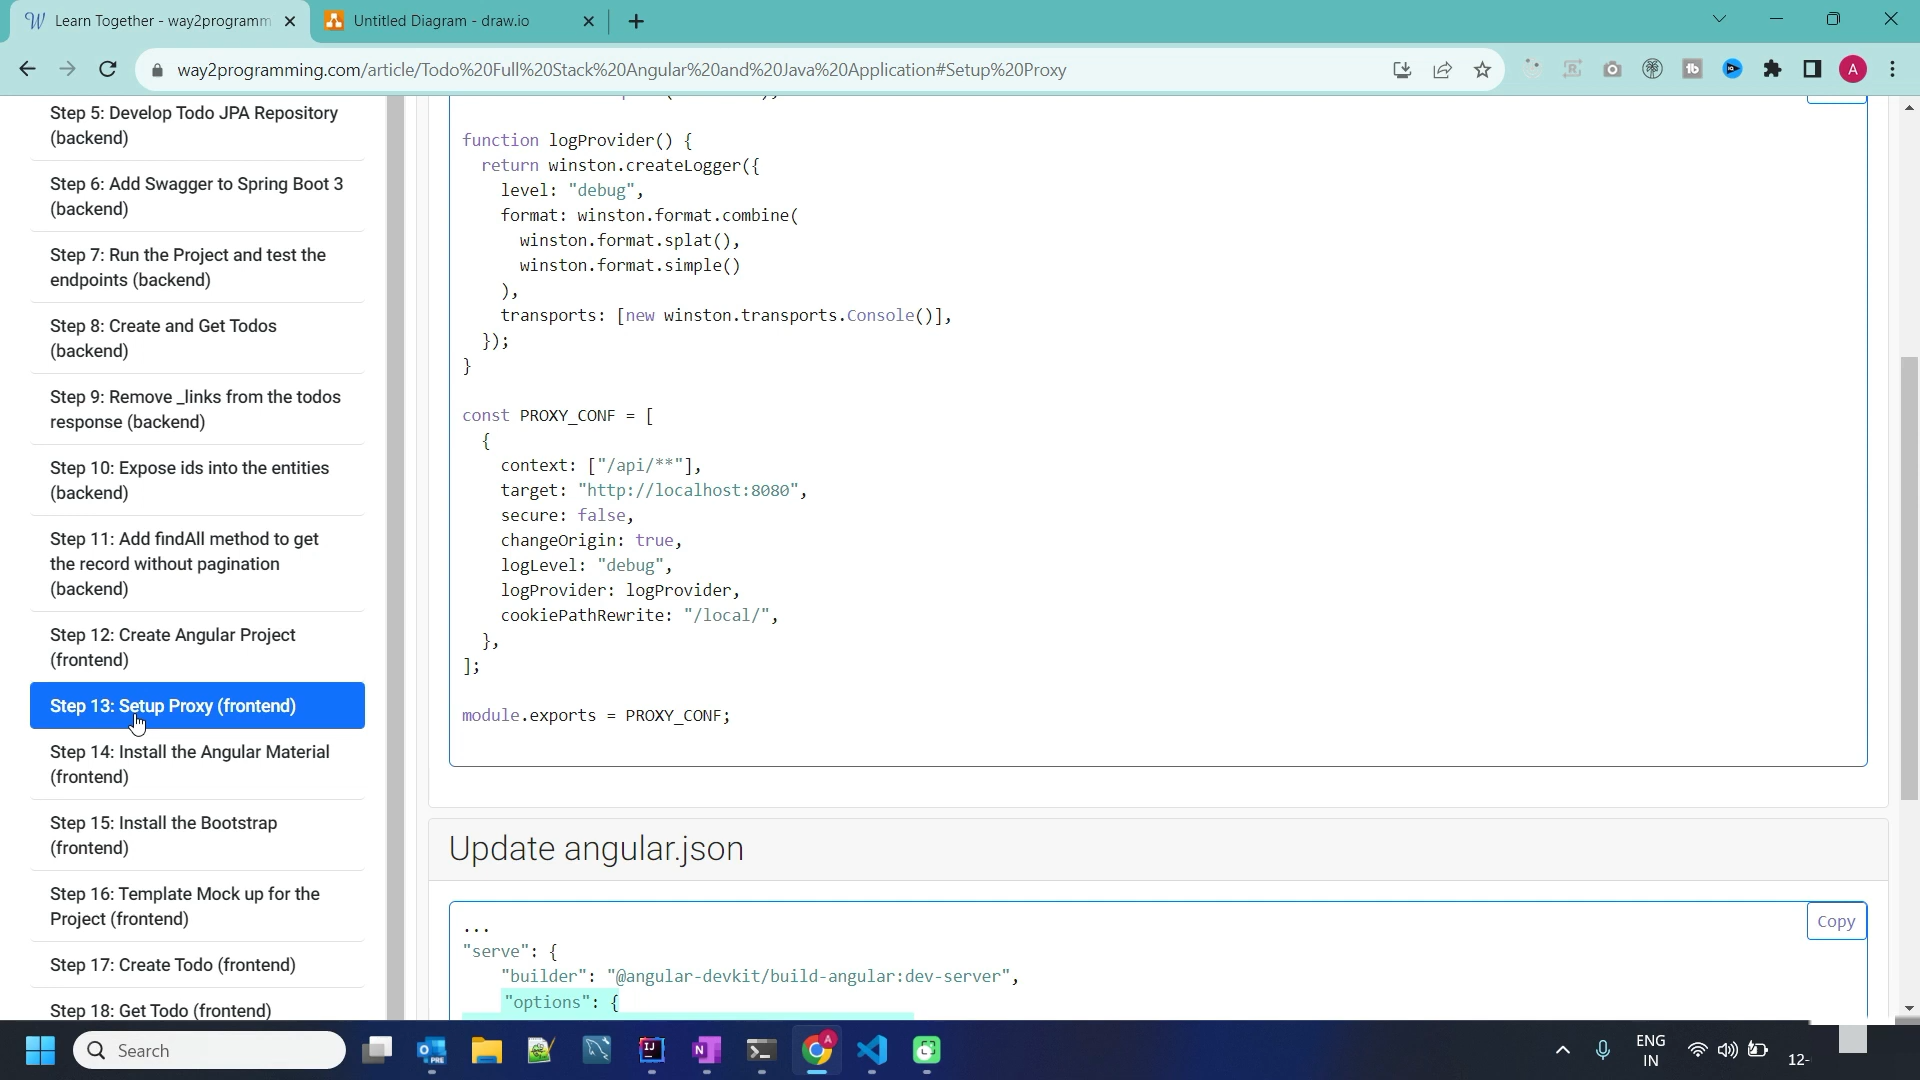 Learn Together - way2programm
Untitled Diagram - draw.io
way2programming.com/article/Todo%20Full%20Stack%20Angular%20and%20Java%20Application#Setup%20Proxy
A
Step 5: Develop Todo JPA Repository
(backend)
Step 6: Add Swagger to Spring Boot 3
(backend)
Step 7: Run the Project and test the
endpoints (backend)
Step 8: Create and Get Todos
(backend)
Step 9: Remove _links from the todos
response (backend)
Step 10: Expose ids into the entities
(backend)
Step 11: Add findAll method to get
the record without pagination
(backend)
Step 12: Create Angular Project
(frontend)
Step 13: Setup Proxy (frontend)
Step 14: Install the Angular Material
(frontend)
Step 15: Install the Bootstrap
(frontend)
Step 16: Template Mock up for the
Project (frontend)
Step 17: Create Todo (frontend)
Step 18: Get Todo (frontend)
function logProvider() {
return winston.createLogger({
level: "debug",
format: winston.format.combine(
winston.format.splat(),
winston.format.simple()
),
transports: [new winston.transports.Console()],
});
}
const PROXY_CONF = [
{
context: ["/api/**"],
target: "http://localhost:8080",
secure: false,
changeOrigin: true,
logLevel: "debug",
logProvider: logProvider,
cookiePathRewrite: "/local/",
},
];
module.exports = PROXY_CONF;
Update angular.json
Copy
...
"serve": {
"builder": "@angular-devkit/build-angular:dev-server",
"options": {
Search
ENG
IN
12-